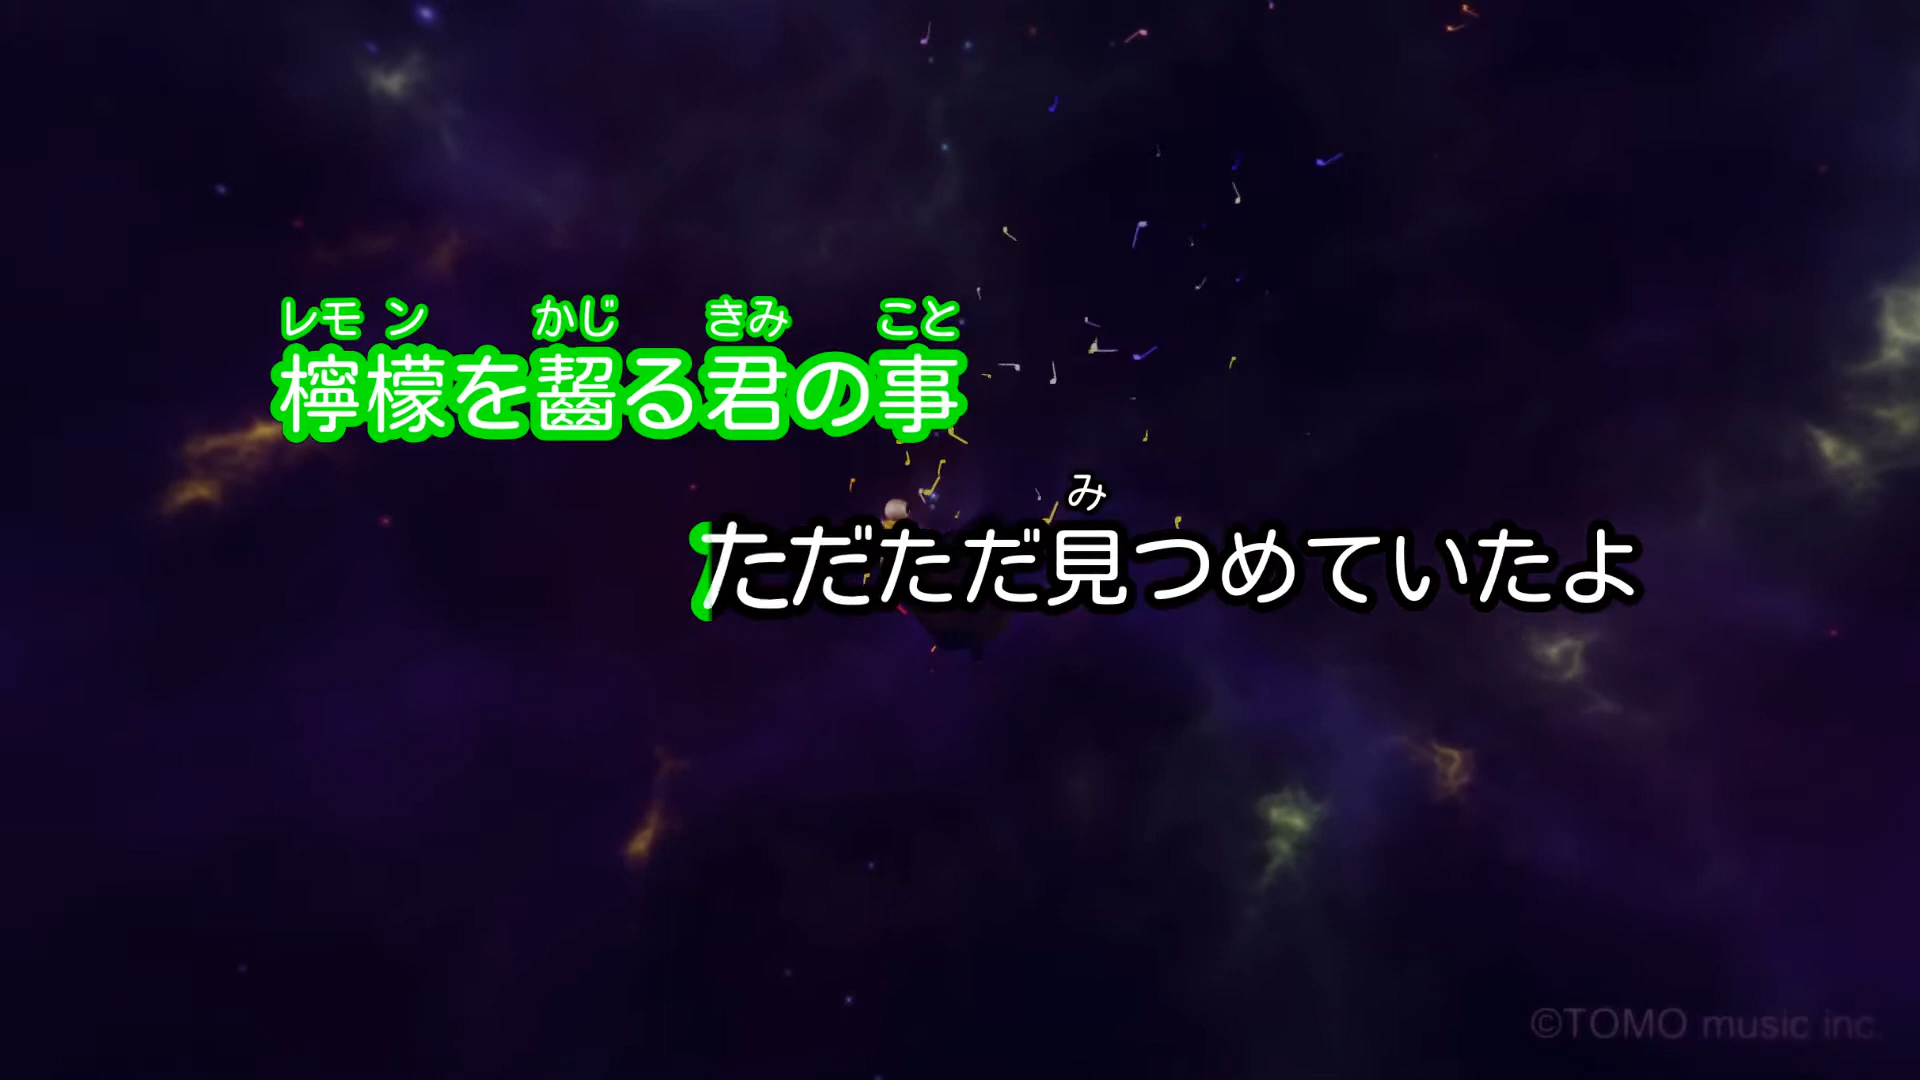 レモン かじ きみ こと
檸檬を齧る君の事
み
ただただ見つめていたよ
©TOMO music inc.